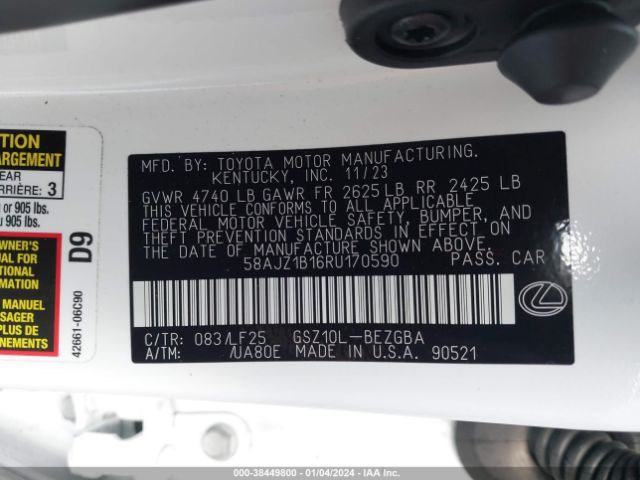 MFD. BY: TOYOTA MOTOR MANUFACTURING.
KENTUCKY, INC. 11/23
GVWR 4740 LB GAWR FR 2625 LB RR 2425 LB
THIS VEHICLE CONFORMS TO ALL APPLICABLE
FEDERAL MOTOR VEHICLE SAFETY, BUMPER, AND
THEFT PREVENTION STANDARDS IN EFFECT ON
THE DATE OF MANUFACTURE SHOWN ABOVE.
58AJZ1B16RU170590 PASS. CAR
C/TR: 083/LF25 GSZ10L-BEZGBA
A/TM: /UA80E MADE IN U.S.A. 90521
TION
ARGEMENT
EAR
ARRIÈRE: 3
or 905 lbs.
u 905 lbs.
WNER'S
UAL FOR
TIONAL
MATION
MANUEL
SAGER
PLUS DE
GNEMENTS
D9
42661-06C90
000-38449800 - 01/04/2024 - IAA, Inc.